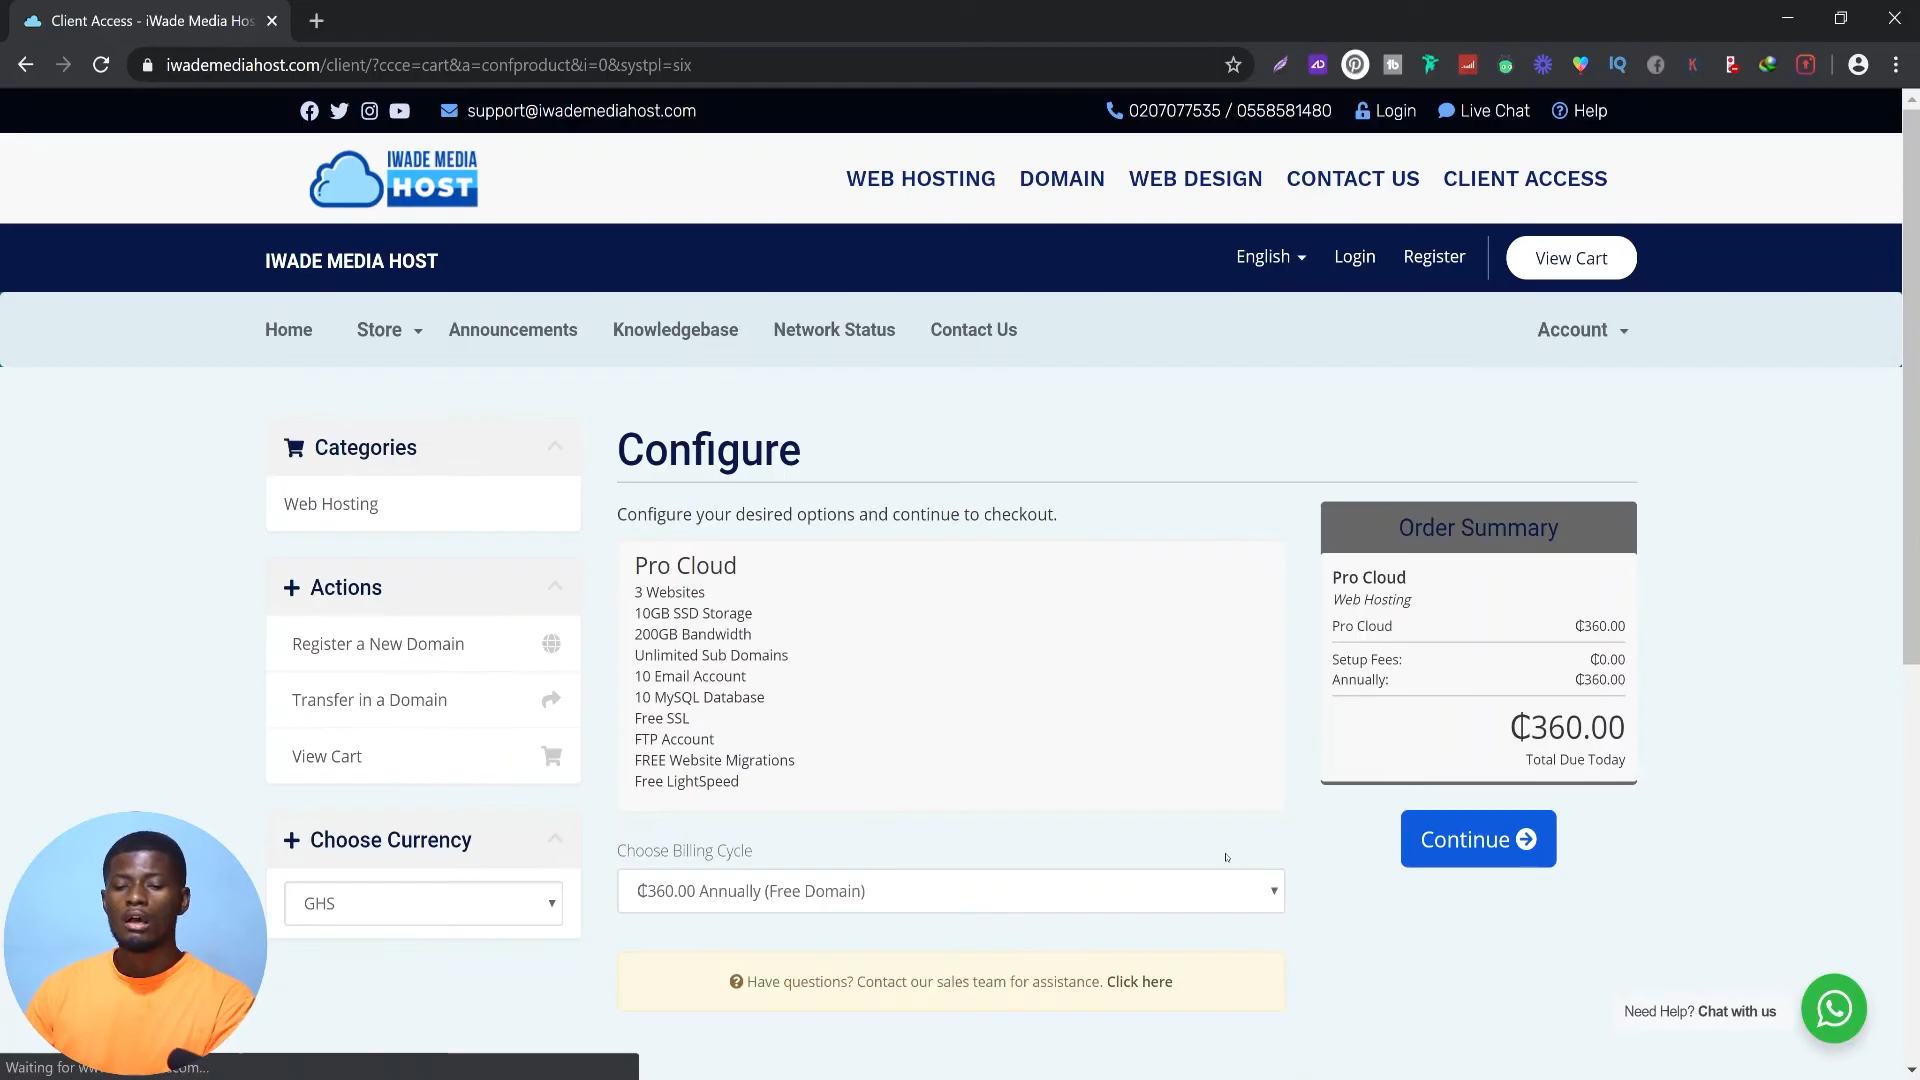 Client Access - iWade Media Hos
iwademediahost.com/client/?ccce=cart&a=confproduct&i=0&systpl=six
support@iwademediahost.com
0207077535 / 0558581480
Login
Live Chat
Help
IWADE MEDIA
HOST
WEB HOSTING
DOMAIN
WEB DESIGN
CONTACT US
CLIENT ACCESS
IWADE MEDIA HOST
English
Login
Register
View Cart
Home
Store
Announcements
Knowledgebase
Network Status
Contact Us
Account
Categories
Web Hosting
Actions
Register a New Domain
Transfer in a Domain
View Cart
Choose Currency
GHS
Configure
Configure your desired options and continue to checkout.
Pro Cloud
3 Websites
10GB SSD Storage
200GB Bandwidth
Unlimited Sub Domains
10 Email Account
10 MySQL Database
Free SSL
FTP Account
FREE Website Migrations
Free LightSpeed
Choose Billing Cycle
₵360.00 Annually (Free Domain)
Have questions? Contact our sales team for assistance. Click here
Order Summary
Pro Cloud
Web Hosting
Pro Cloud ₵360.00
Setup Fees: ₵0.00
Annually: ₵360.00
₵360.00
Total Due Today
Continue
Need Help? Chat with us
Waiting for